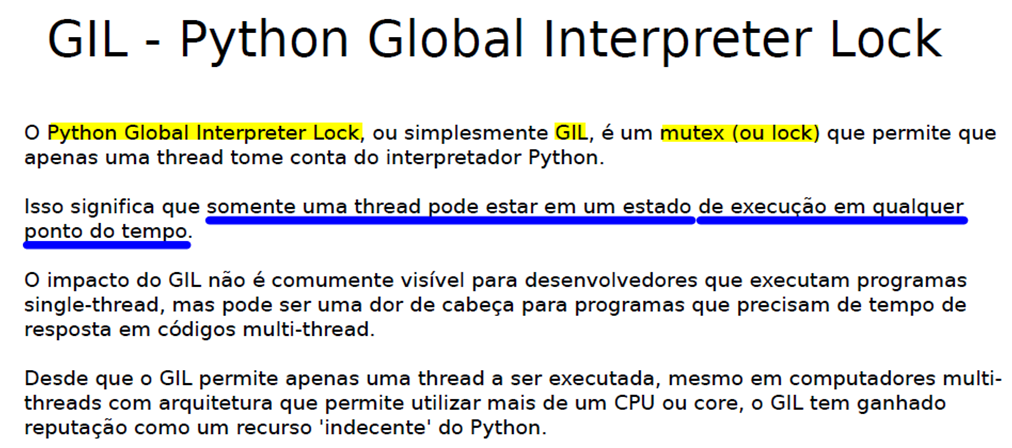 GIL - Python Global Interpreter Lock
O Python Global Interpreter Lock, ou simplesmente GIL, é um mutex (ou lock) que permite que
apenas uma thread tome conta do interpretador Python.
Isso significa que somente uma thread pode estar em um estado de execução em qualquer
ponto do tempo.
O impacto do GIL não é comumente visível para desenvolvedores que executam programas
single-thread, mas pode ser uma dor de cabeça para programas que precisam de tempo de
resposta em códigos multi-thread.
Desde que o GIL permite apenas uma thread a ser executada, mesmo em computadores multi-
threads com arquitetura que permite utilizar mais de um CPU ou core, o GIL tem ganhado
reputação como um recurso 'indecente' do Python.